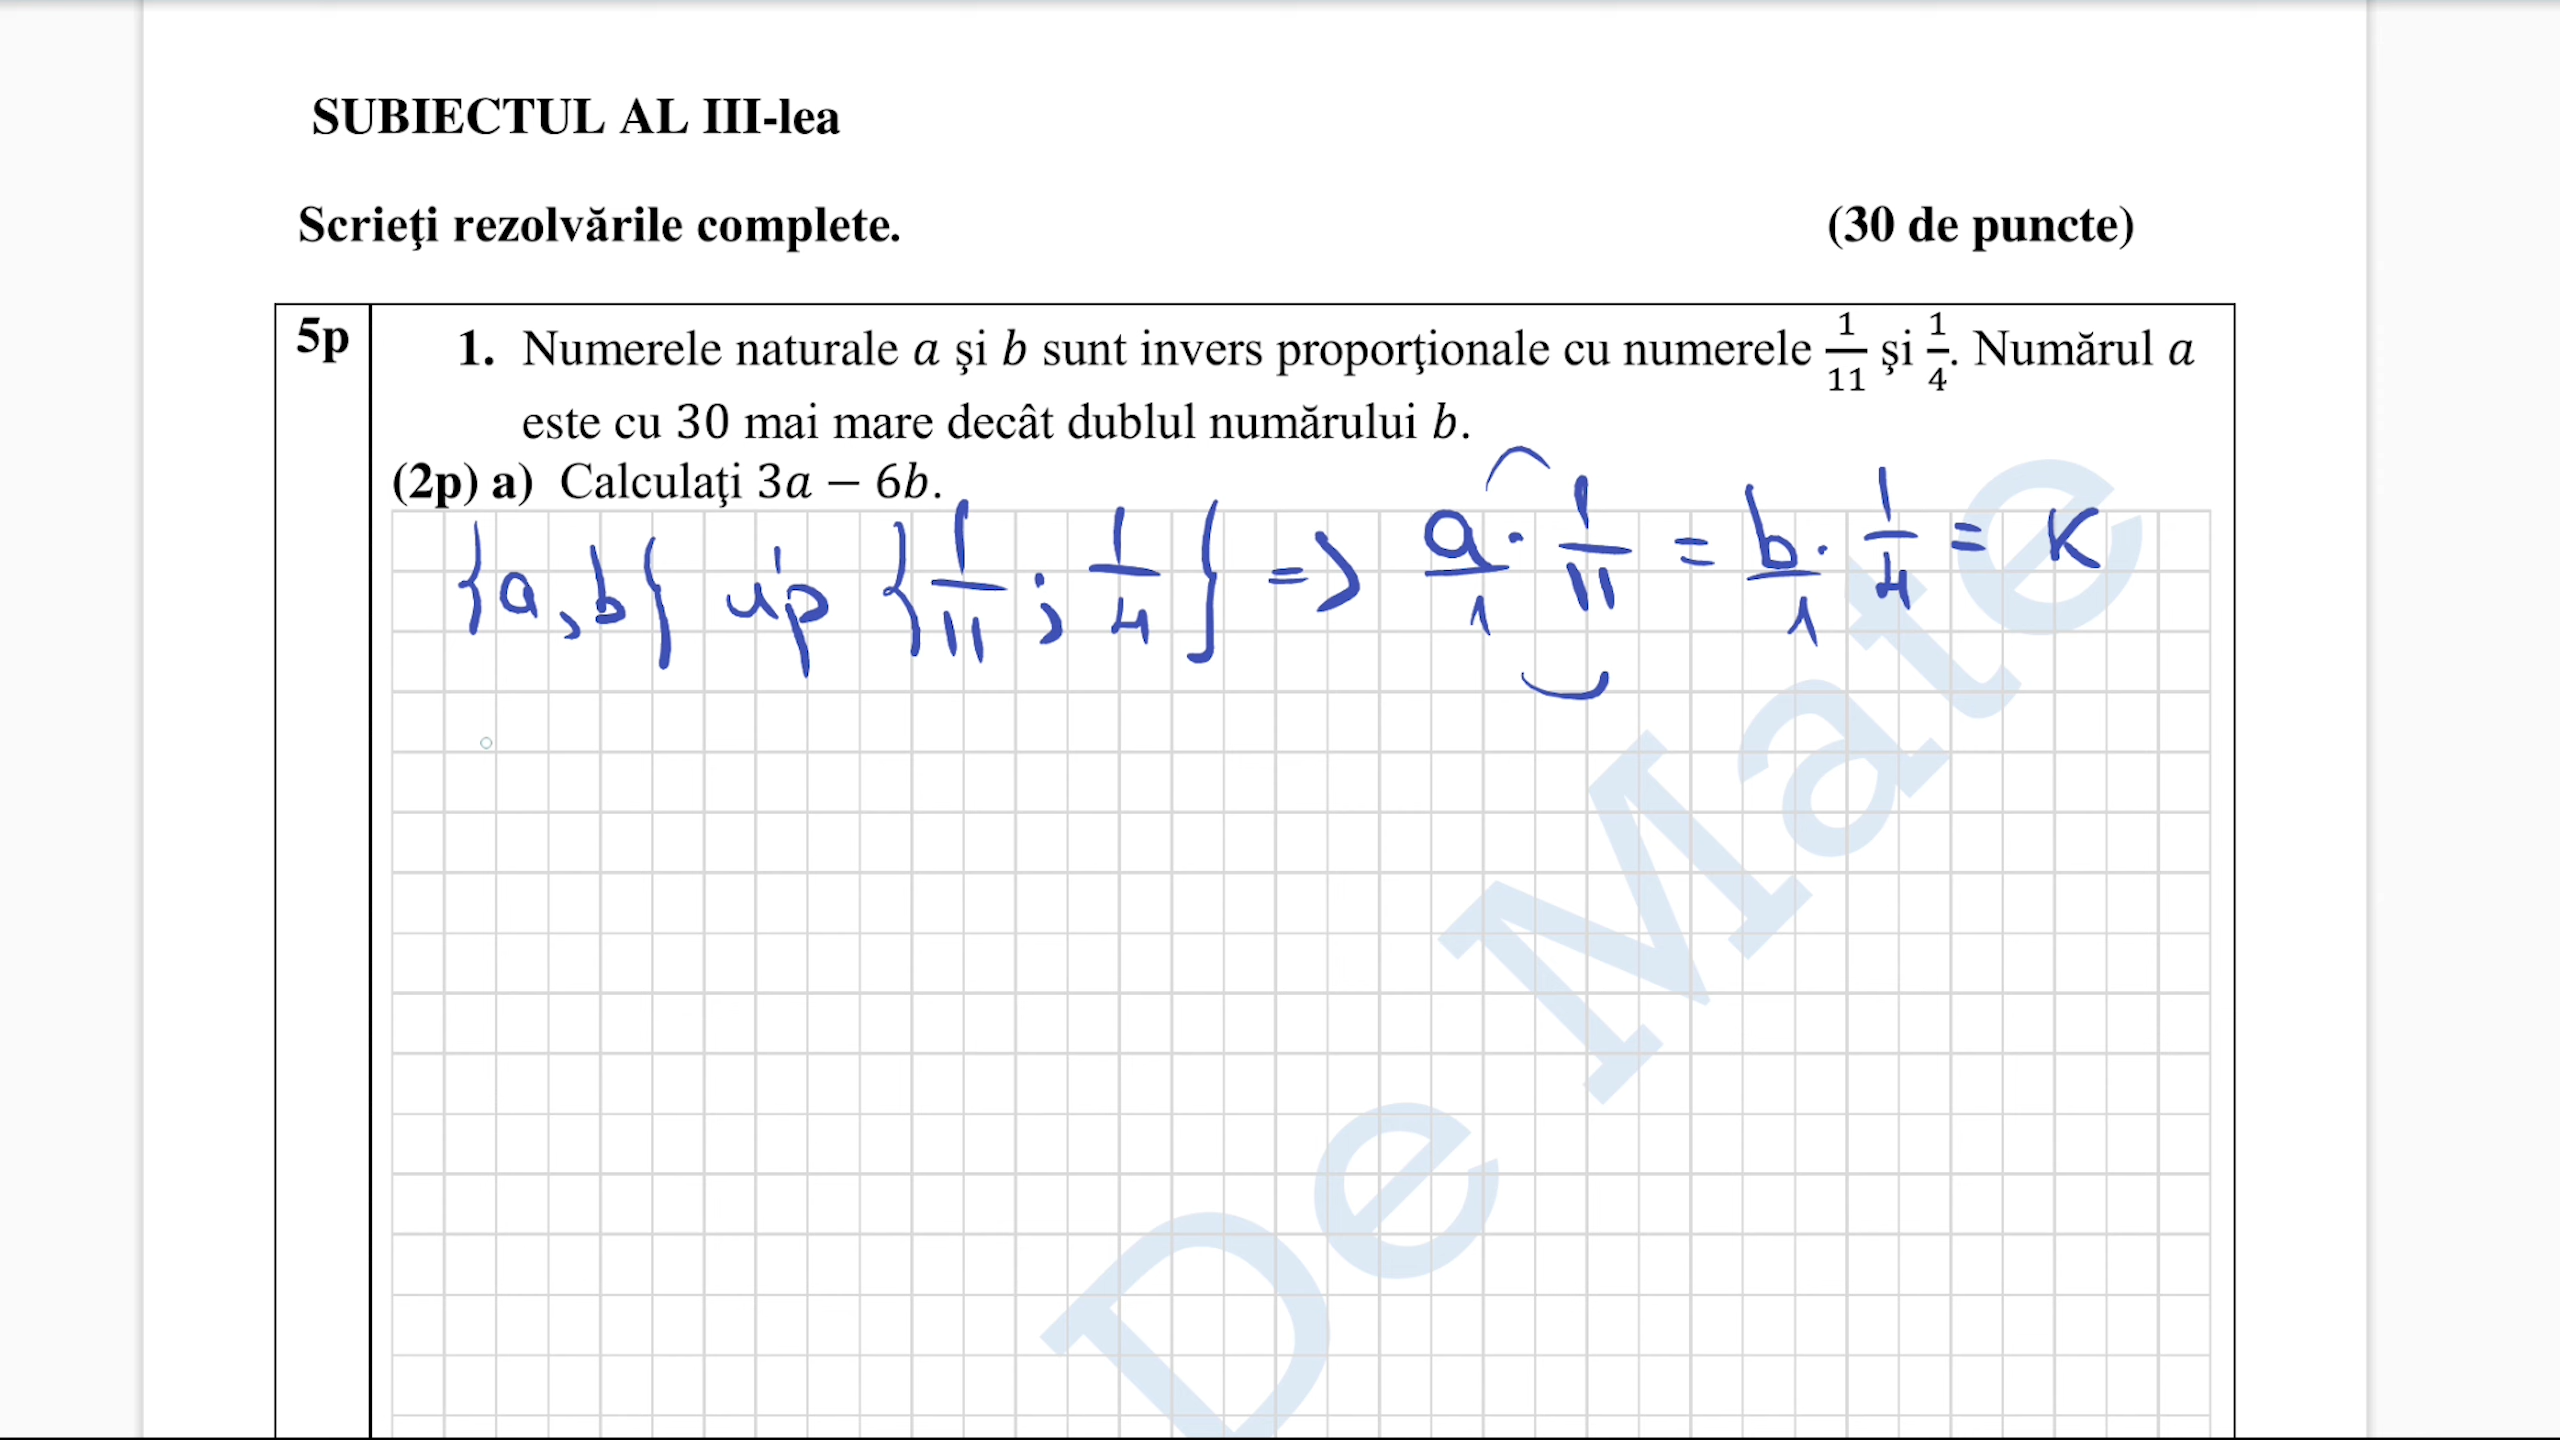 SUBIECTUL AL III-lea
Scrieţi rezolvările complete. (30 de puncte)
5p 1. Numerele naturale a şi b sunt invers proporţionale cu numerele 1/11 şi 1/4. Numărul a
este cu 30 mai mare decât dublul numărului b.
(2p) a) Calculaţi 3a − 6b.
{a,b} ip {1/11 ; 1/4} => a/1 · 1/11 = b/1 · 1/4 = K
De Mate